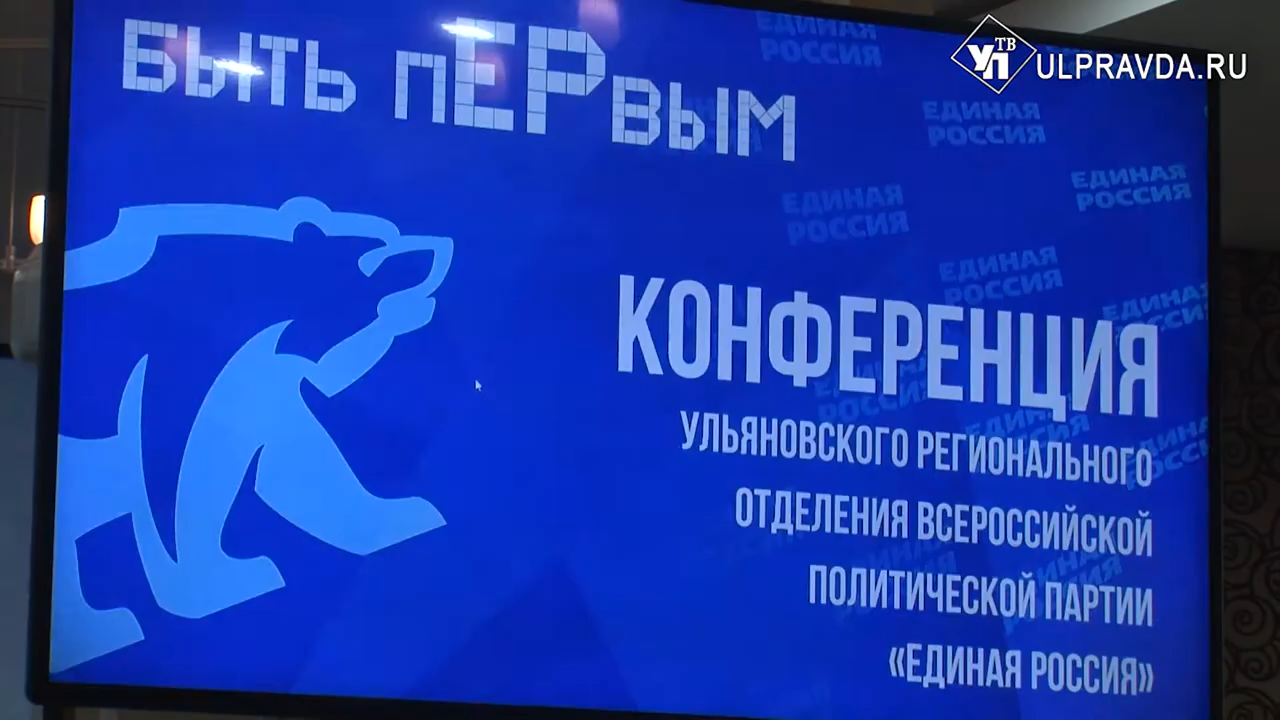 БЫТЬ пЕРвЫМ
УП ТВ ULPRAVDA.RU
ЕДИНАЯ
РОССИЯ
ЕДИНАЯ
РОССИЯ
ЕДИНАЯ
РОССИЯ
ЕДИНАЯ
РОССИЯ
ЕДИНАЯ
РОССИЯ
КОНФЕРЕНЦИЯ
УЛЬЯНОВСКОГО РЕГИОНАЛЬНОГО
ОТДЕЛЕНИЯ ВСЕРОССИЙСКОЙ
ПОЛИТИЧЕСКОЙ ПАРТИИ
«ЕДИНАЯ РОССИЯ»